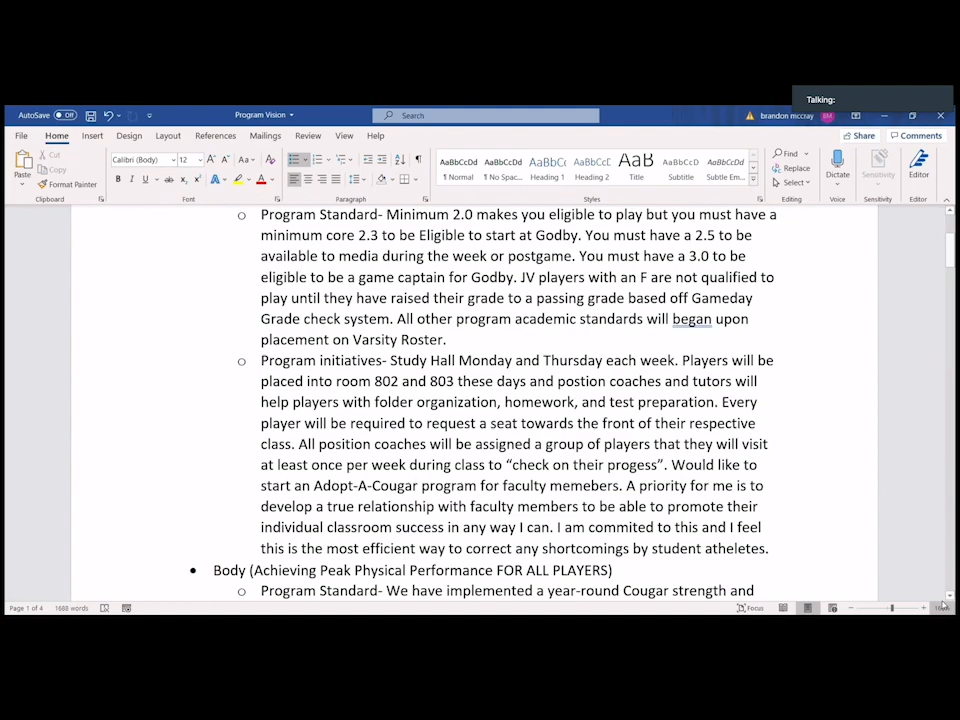 Talking:
AutoSave Off Program Vision Search brandon mccray BM
File Home Insert Design Layout References Mailings Review View Help Share Comments
Paste Cut Copy Format Painter
Calibri (Body) 12
AaBbCcDd AaBbCcDd AaBbCc AaBbCcC AaB AaBbCcD AaBbCcDd
1 Normal 1 No Spac... Heading 1 Heading 2 Title Subtitle Subtle Em...
Find Replace Select
Dictate Sensitivity Editor
Clipboard Font Paragraph Styles Editing Voice Sensitivity Editor
o Program Standard- Minimum 2.0 makes you eligible to play but you must have a
minimum core 2.3 to be Eligible to start at Godby. You must have a 2.5 to be
available to media during the week or postgame. You must have a 3.0 to be
eligible to be a game captain for Godby. JV players with an F are not qualified to
play until they have raised their grade to a passing grade based off Gameday
Grade check system. All other program academic standards will began upon
placement on Varsity Roster.
o Program initiatives- Study Hall Monday and Thursday each week. Players will be
placed into room 802 and 803 these days and postion coaches and tutors will
help players with folder organization, homework, and test preparation. Every
player will be required to request a seat towards the front of their respective
class. All position coaches will be assigned a group of players that they will visit
at least once per week during class to “check on their progess”. Would like to
start an Adopt-A-Cougar program for faculty memebers. A priority for me is to
develop a true relationship with faculty members to be able to promote their
individual classroom success in any way I can. I am commited to this and I feel
this is the most efficient way to correct any shortcomings by student atheletes.
• Body (Achieving Peak Physical Performance FOR ALL PLAYERS)
o Program Standard- We have implemented a year-round Cougar strength and
Page 1 of 4 1688 words Focus